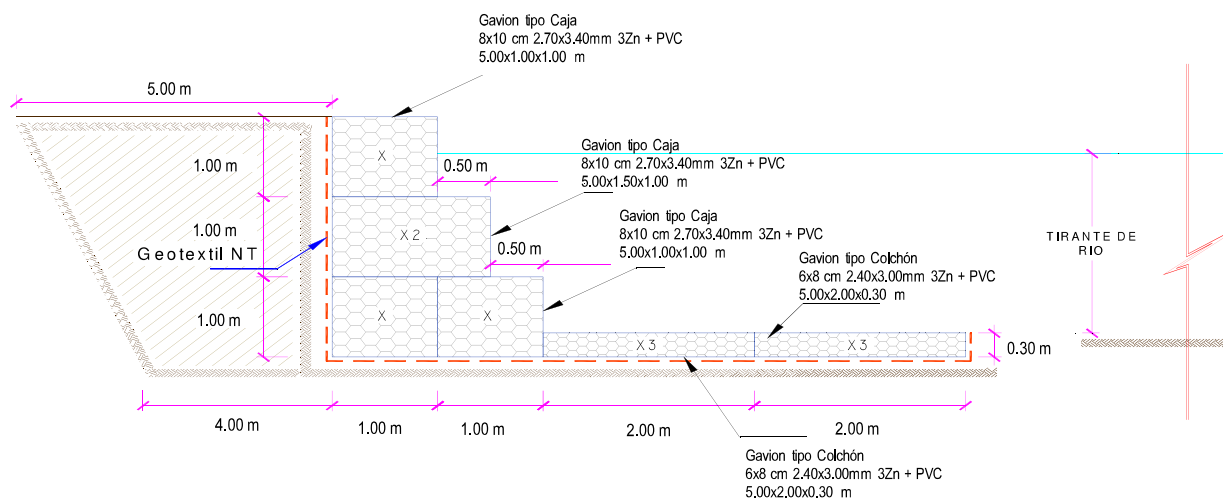 Gavion tipo Caja
8x10 cm 2.70x3.40mm 3Zn + PVC
5.00x1.00x1.00 m
5.00 m
X
1.00 m
0.50 m
Gavion tipo Caja
8x10 cm 2.70x3.40mm 3Zn + PVC
5.00x1.50x1.00 m
1.00 m
X 2
Geotextil NT
0.50 m
Gavion tipo Caja
8x10 cm 2.70x3.40mm 3Zn + PVC
5.00x1.00x1.00 m
TIRANTE DE
RIO
Gavion tipo Colchón
6x8 cm 2.40x3.00mm 3Zn + PVC
5.00x2.00x0.30 m
1.00 m
X
X
X 3
X 3
0.30 m
4.00 m
1.00 m
1.00 m
2.00 m
2.00 m
Gavion tipo Colchón
6x8 cm 2.40x3.00mm 3Zn + PVC
5.00x2.00x0.30 m